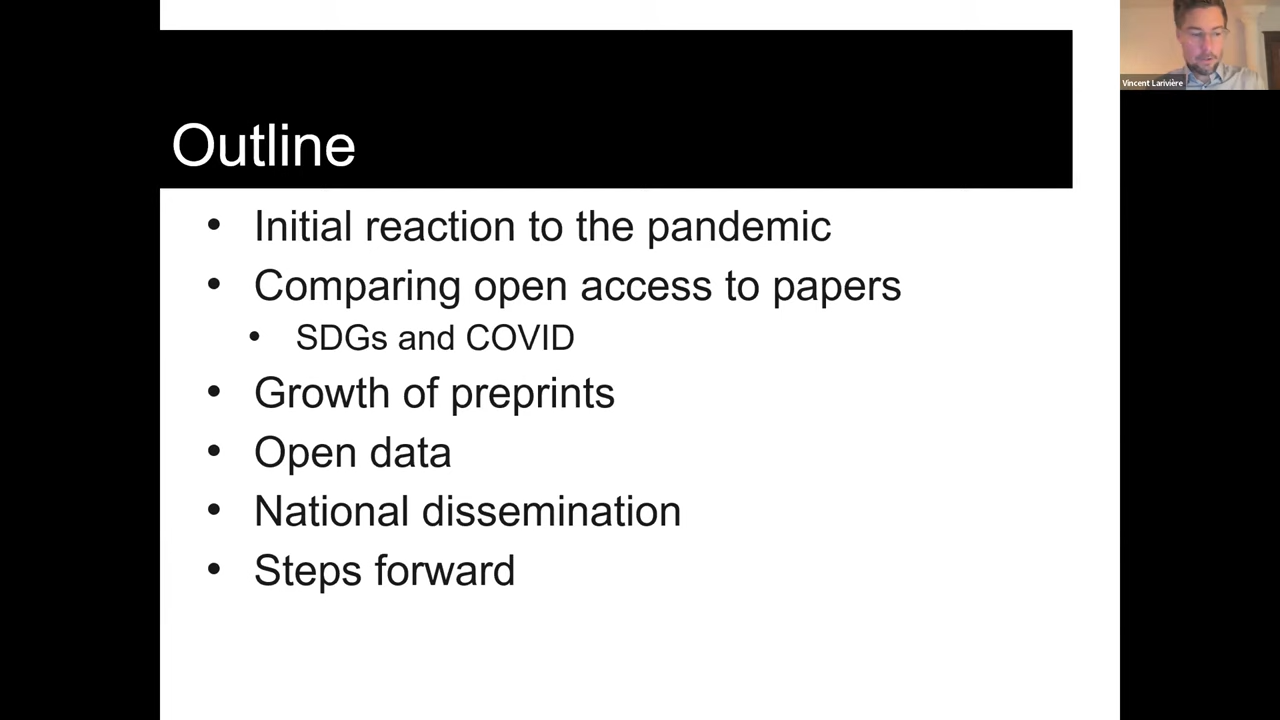 Outline
• Initial reaction to the pandemic
• Comparing open access to papers
• SDGs and COVID
• Growth of preprints
• Open data
• National dissemination
• Steps forward
Vincent Larivière